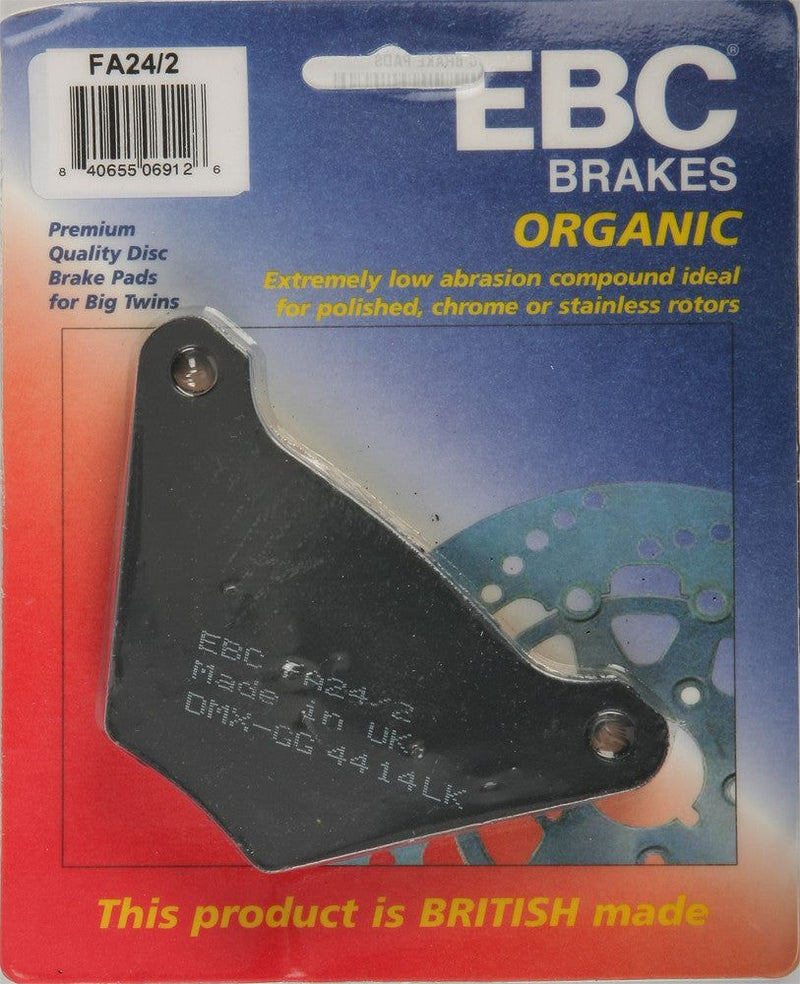 FA24/2
8 40655 06912 6
EBC®
BRAKES
ORGANIC
Premium
Quality Disc
Brake Pads
for Big Twins
Extremely low abrasion compound ideal
for polished, chrome or stainless rotors
EBC FA24/2
Made in UK.
DMX-GG 4414LK
This product is BRITISH made